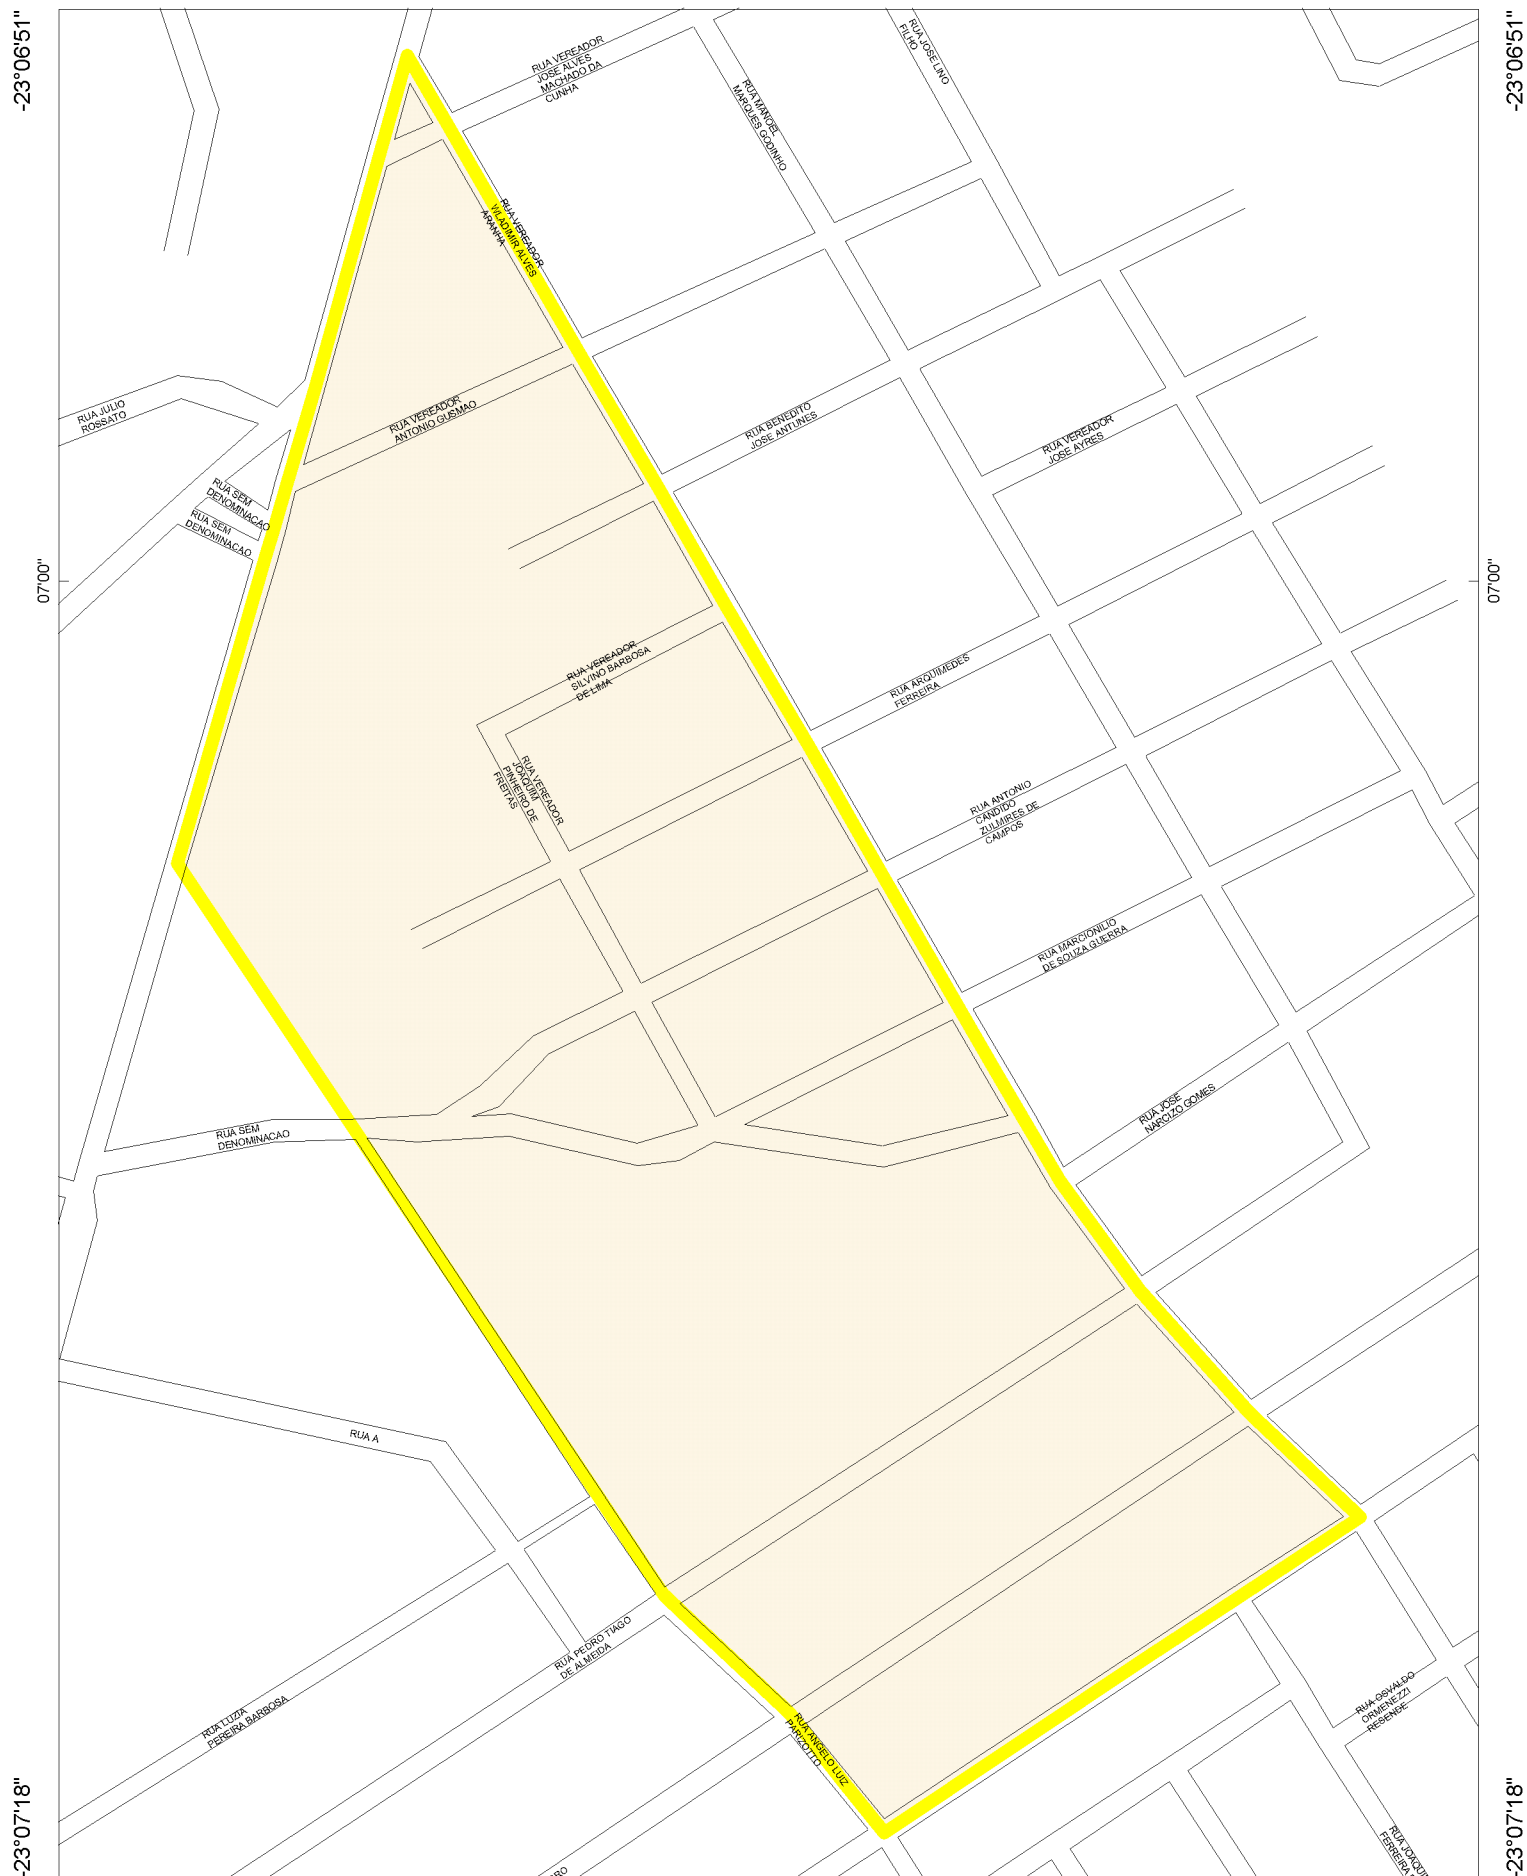 -23°06'51"
-23°06'51"
RUA VEREADOR
JOSE ALVES
MACHADO DA
CUNHA
RUA MANOEL
MARQUES GODINHO
RUA JOSE LINO
FILHO
RUA VEREADOR
WLADIMIR ALVES
ARANHA
RUA JULIO
ROSSATO
RUA VEREADOR
ANTONIO GUSMAO
RUA BENEDITO
JOSE ANTUNES
RUA VEREADOR
JOSE AYRES
RUA SEM
DENOMINACAO
RUA SEM
DENOMINACAO
07'00"
07'00"
RUA VEREADOR
SILVINO BARBOSA
DE LIMA
RUA ARQUIMEDES
FERREIRA
RUA VEREADOR
JOAQUIM
PINHEIRO DE
FREITAS
RUA ANTONIO
CANDIDO
ZULMIRES DE
CAMPOS
RUA MARCIONILIO
DE SOUZA GUERRA
RUA JOSE
NARCIZO GOMES
RUA SEM
DENOMINACAO
RUA A
RUA PEDRO TIAGO
DE ALMEIDA
RUA LUZIA
PEREIRA BARBOSA
RUA OSVALDO
ORMENEZZI
RESENDE
RUA ANGELO LUIZ
PARIZOTTO
RUA JOAQUI
FERREIRA
-23°07'18"
-23°07'18"